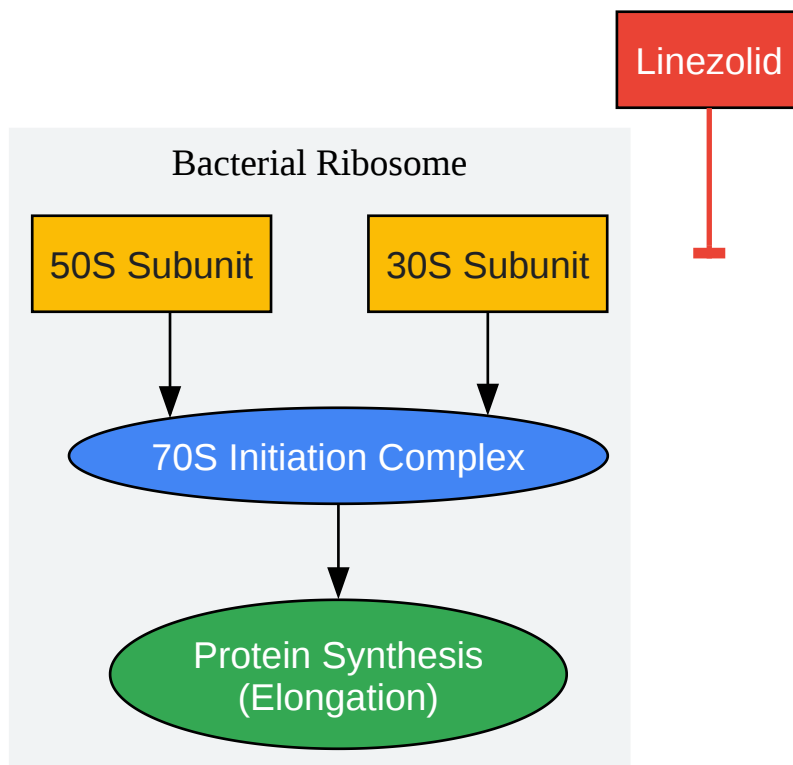 Linezolid
Bacterial Ribosome
50S Subunit
30S Subunit
70S Initiation Complex
Protein Synthesis
(Elongation)